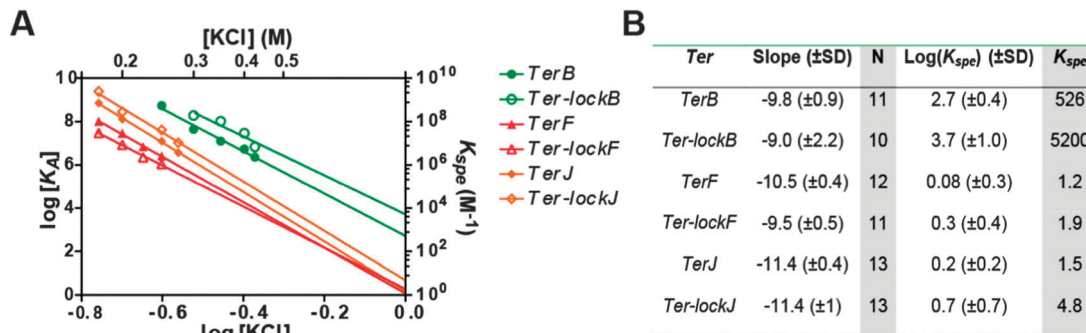 A
[KCl] (M)
0.2 0.3 0.4 0.5
10
8
6
4
2
0
log[KA]
10^10
10^8
10^6
10^4
10^2
10^0
Kspe (M-1)
-0.8 -0.6 -0.4 -0.2 0.0
log [KCl]
TerB
Ter-lockB
TerF
Ter-lockF
TerJ
Ter-lockJ
B
Ter Slope (±SD) N Log(Kspe) (±SD) Kspe
TerB -9.8 (±0.9) 11 2.7 (±0.4) 526
Ter-lockB -9.0 (±2.2) 10 3.7 (±1.0) 5200
TerF -10.5 (±0.4) 12 0.08 (±0.3) 1.2
Ter-lockF -9.5 (±0.5) 11 0.3 (±0.4) 1.9
TerJ -11.4 (±0.4) 13 0.2 (±0.2) 1.5
Ter-lockJ -11.4 (±1) 13 0.7 (±0.7) 4.8